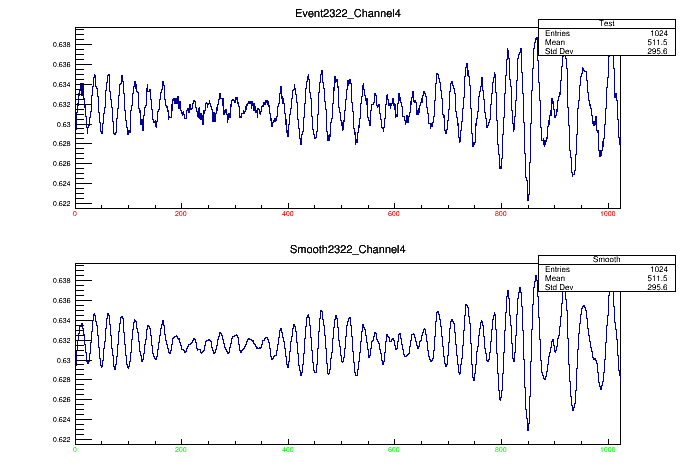 Event2322_Channel4
Test
Entries 1024
Mean 511.5
Std Dev 295.6
0.638
0.636
0.634
0.632
0.63
0.628
0.626
0.624
0.622
0 200 400 600 800 1000
Smooth2322_Channel4
Smooth
Entries 1024
Mean 511.5
Std Dev 295.6
0.638
0.636
0.634
0.632
0.63
0.628
0.626
0.624
0.622
0 200 400 600 800 1000